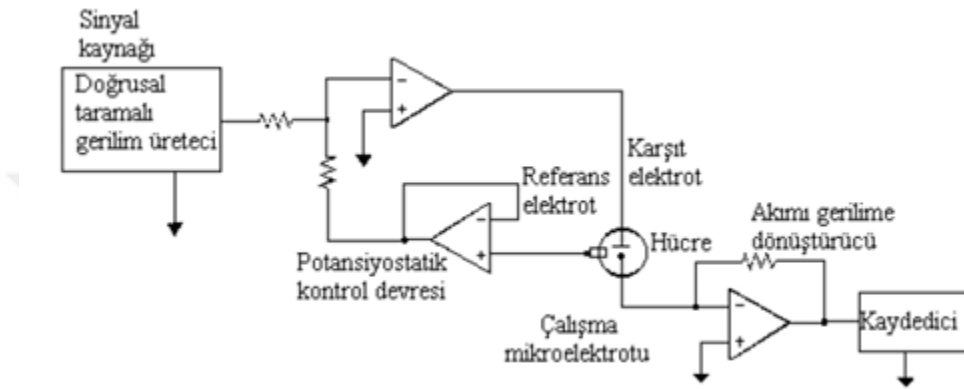 Sinyal
kaynağı
Doğrusal
taramalı
gerilim üreteci
Karşıt
elektrot
Referans
elektrot
Akımı gerilime
dönüştürücü
Hücre
Potansiyostatik
kontrol devresi
Çalışma
mikroelektrotu
Kaydedici